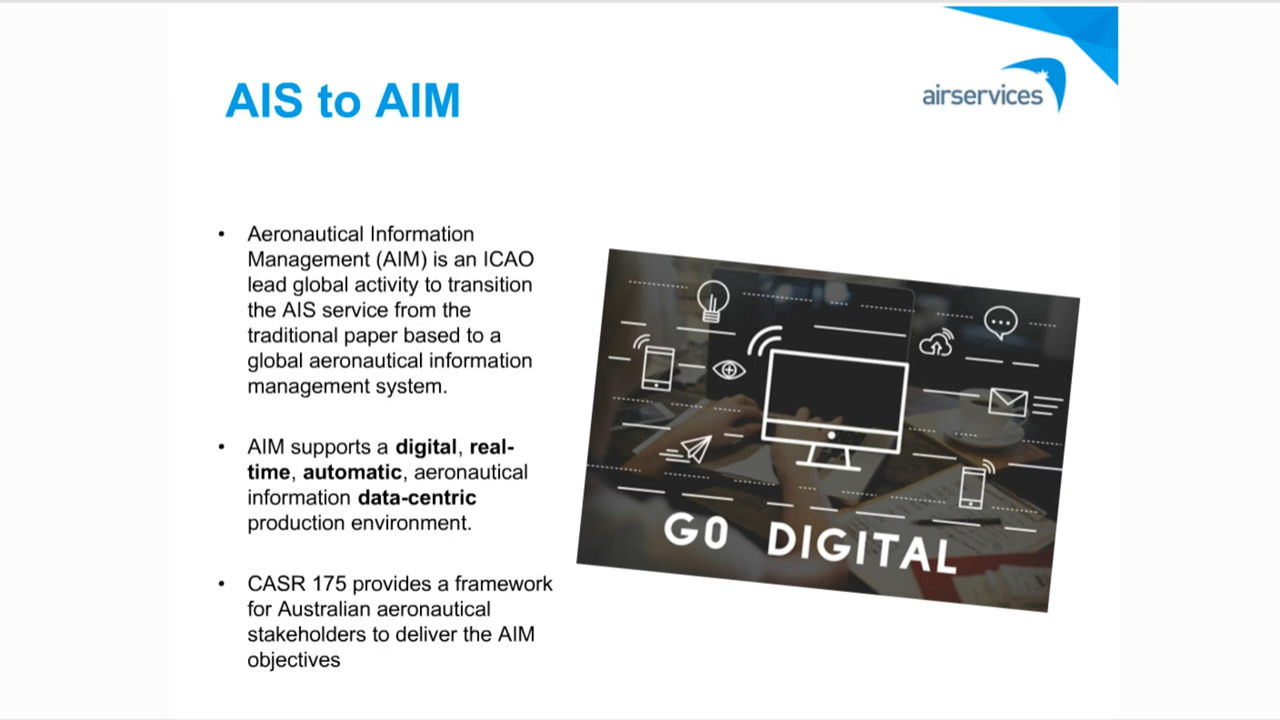 AIS to AIM
airservices
• Aeronautical Information
Management (AIM) is an ICAO
lead global activity to transition
the AIS service from the
traditional paper based to a
global aeronautical information
management system.
• AIM supports a digital, real-
time, automatic, aeronautical
information data-centric
production environment.
• CASR 175 provides a framework
for Australian aeronautical
stakeholders to deliver the AIM
objectives
GO DIGITAL